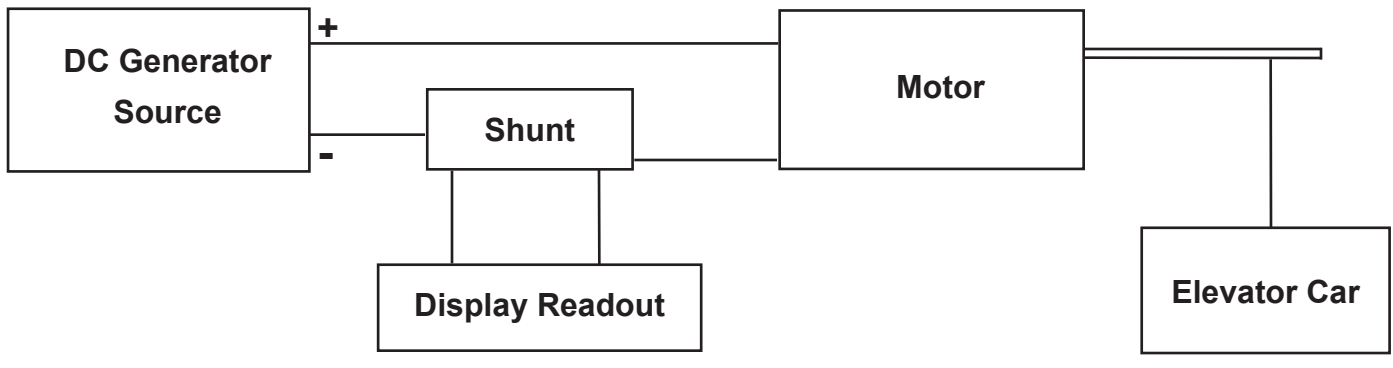 DC Generator
Source
+
-
Shunt
Motor
Display Readout
Elevator Car